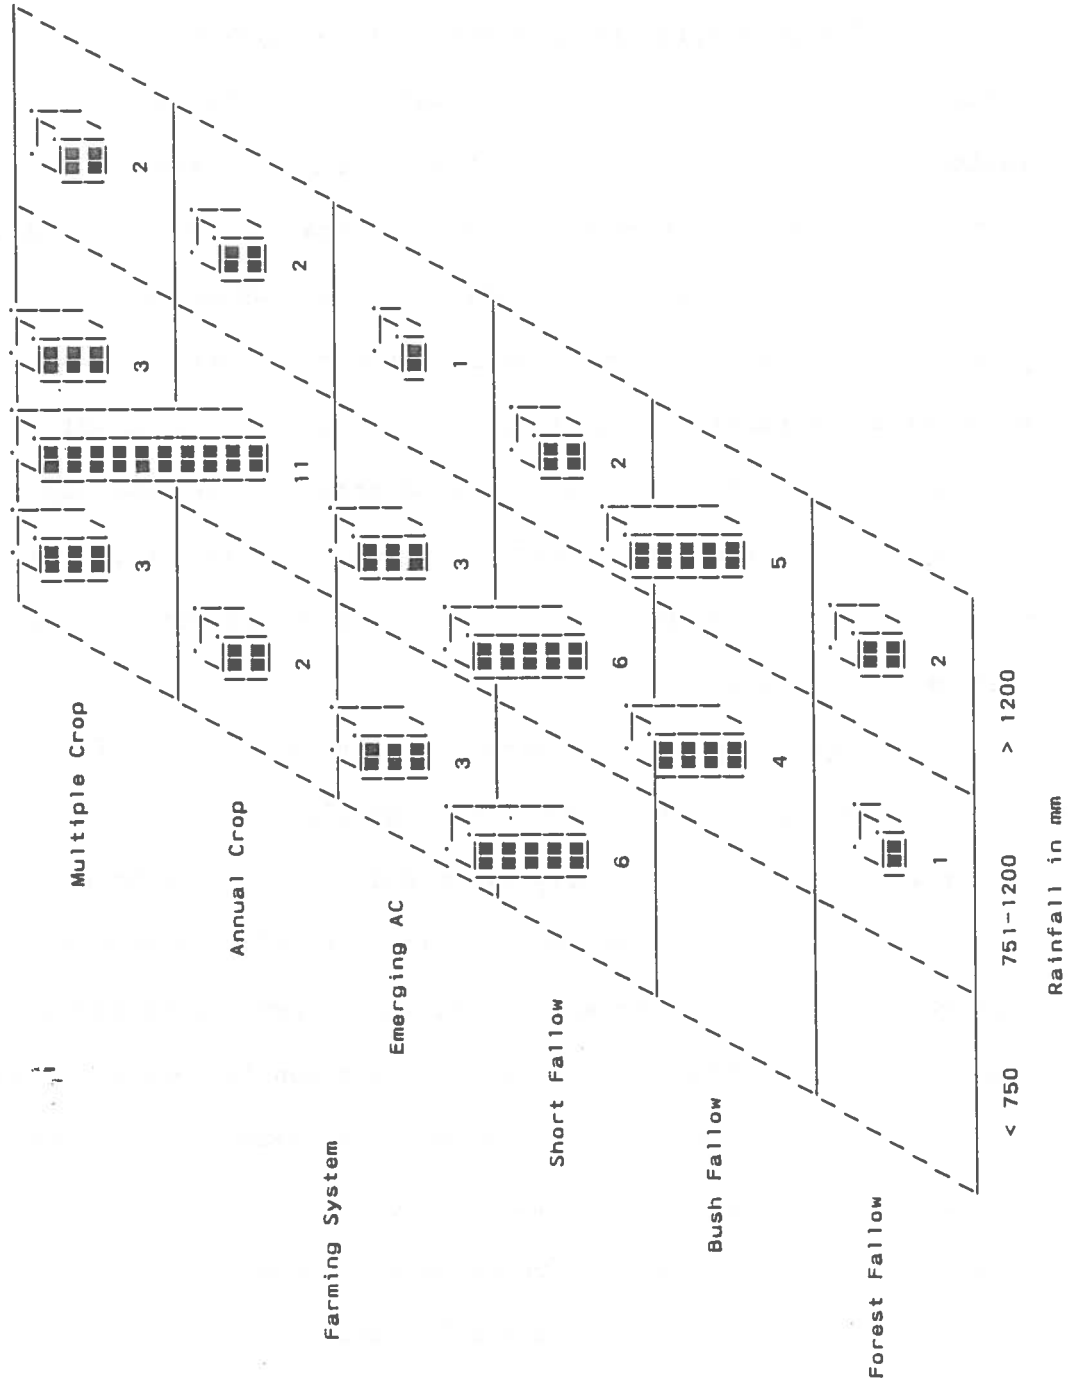 Multiple Crop
3 3 2
Annual Crop
2 11 2
Farming System
Emerging AC
3 3 1
Short Fallow
6 6 2
Bush Fallow
4 5
Forest Fallow
1 2
< 750 751-1200 > 1200
Rainfall in mm